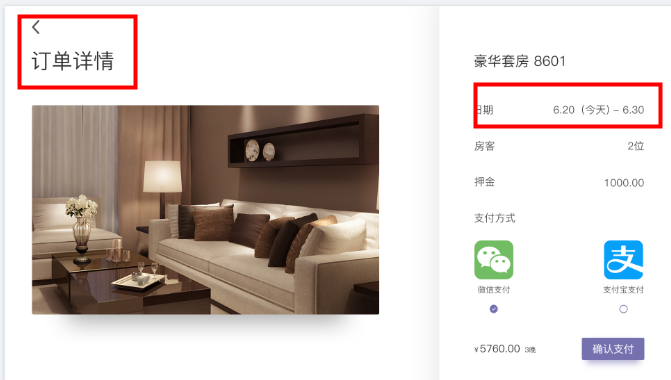 订单详情
豪华套房 8601
日期 6.20（今天）– 6.30
房客 2位
押金 1000.00
支付方式
微信支付 支付宝支付
¥5760.00 3晚 确认支付